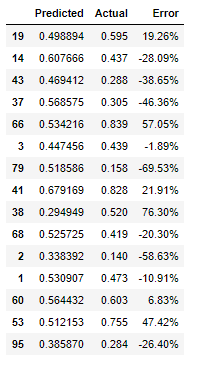 Predicted Actual Error
19 0.498894 0.595 19.26%
14 0.607666 0.437 -28.09%
43 0.469412 0.288 -38.65%
37 0.568575 0.305 -46.36%
66 0.534216 0.839 57.05%
3 0.447456 0.439 -1.89%
79 0.518586 0.158 -69.53%
41 0.679169 0.828 21.91%
38 0.294949 0.520 76.30%
68 0.525725 0.419 -20.30%
2 0.338392 0.140 -58.63%
1 0.530907 0.473 -10.91%
60 0.564432 0.603 6.83%
53 0.512153 0.755 47.42%
95 0.385870 0.284 -26.40%